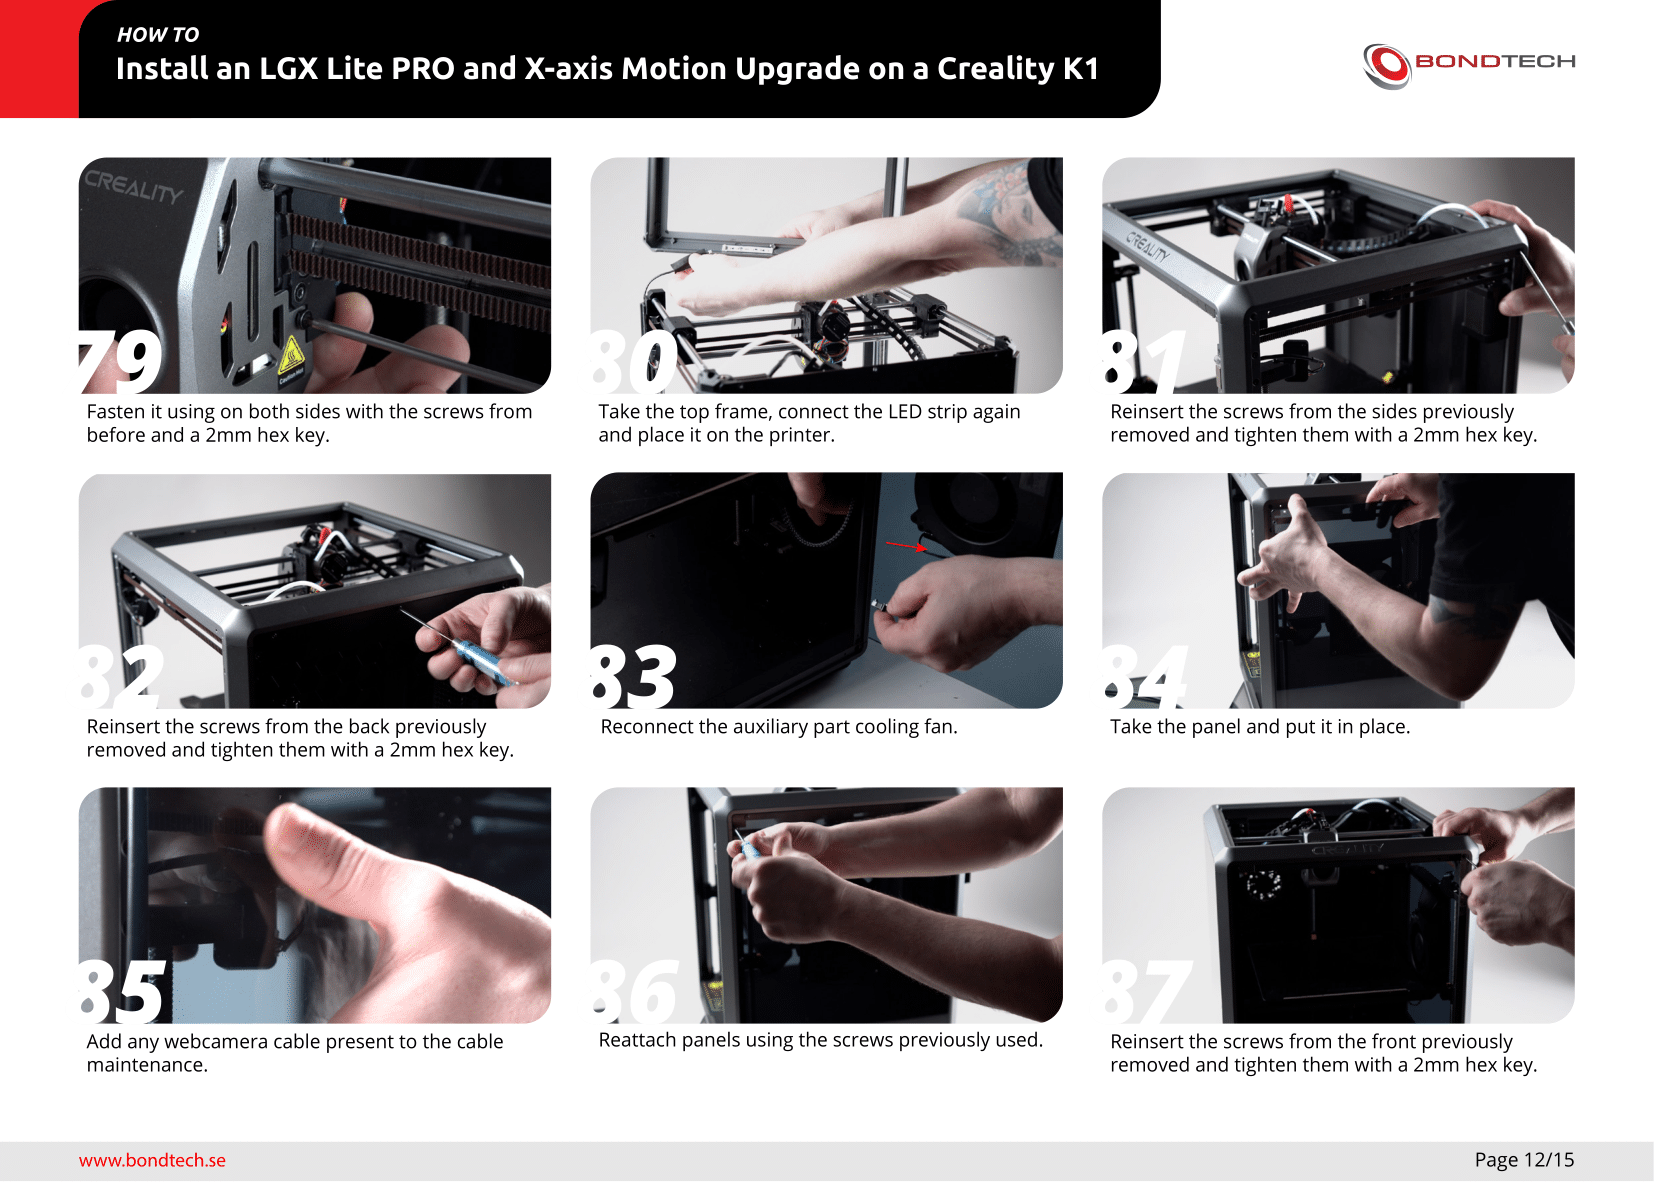 HOW TO
Install an LGX Lite PRO and X-axis Motion Upgrade on a Creality K1
BONDTECH
CREALITY
Caution Hot
79
Fasten it using on both sides with the screws from
before and a 2mm hex key.
80
Take the top frame, connect the LED strip again
and place it on the printer.
CREALITY
81
Reinsert the screws from the sides previously
removed and tighten them with a 2mm hex key.
82
Reinsert the screws from the back previously
removed and tighten them with a 2mm hex key.
83
Reconnect the auxiliary part cooling fan.
84
Take the panel and put it in place.
85
Add any webcamera cable present to the cable
maintenance.
86
Reattach panels using the screws previously used.
CREALITY
87
Reinsert the screws from the front previously
removed and tighten them with a 2mm hex key.
www.bondtech.se
Page 12/15